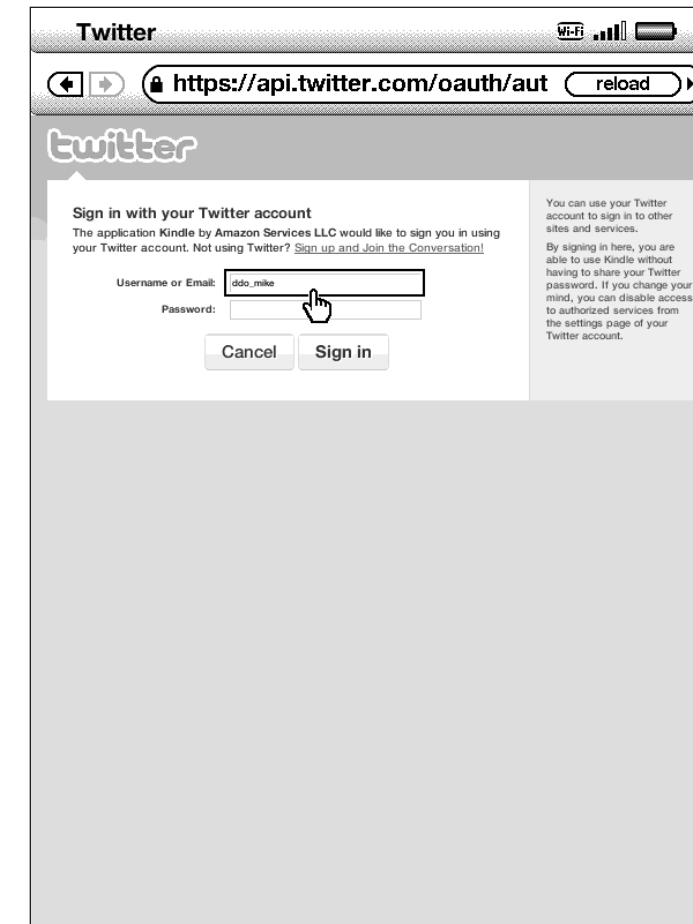 Twitter
Wi-Fi
https://api.twitter.com/oauth/aut
reload
twitter
Sign in with your Twitter account
The application Kindle by Amazon Services LLC would like to sign you in using
your Twitter account. Not using Twitter? Sign up and Join the Conversation!
Username or Email:
ddo_mike
Password:
Cancel
Sign in
You can use your Twitter
account to sign in to other
sites and services.
By signing in here, you are
able to use Kindle without
having to share your Twitter
password. If you change your
mind, you can disable access
to authorized services from
the settings page of your
Twitter account.